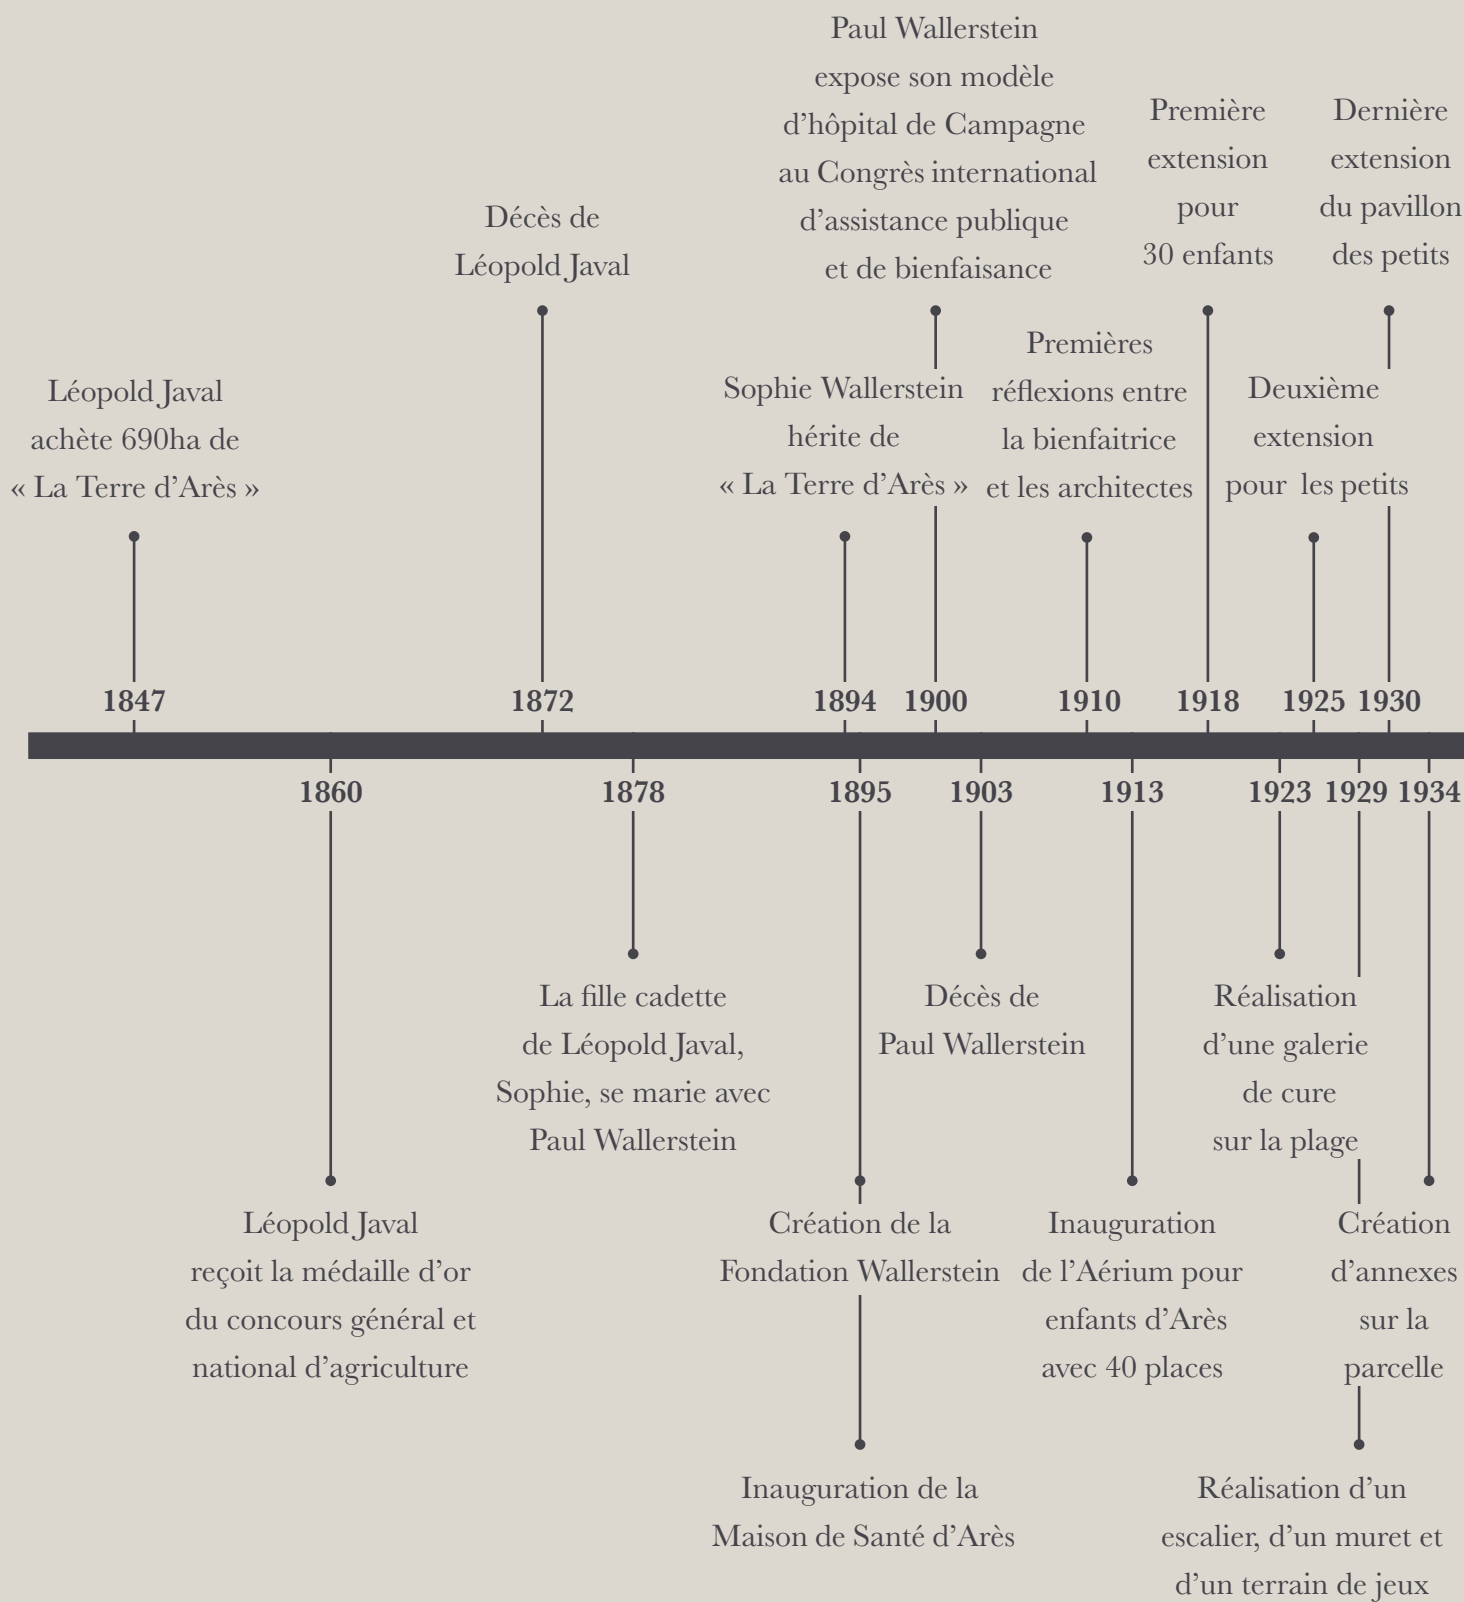 Paul Wallerstein
expose son modèle
d’hôpital de Campagne
au Congrès international
d’assistance publique
et de bienfaisance
Première
extension
pour
30 enfants
Dernière
extension
du pavillon
des petits
Décès de
Léopold Javal
Léopold Javal
achète 690ha de
« La Terre d’Arès »
Sophie Wallerstein
hérite de
« La Terre d’Arès »
Premières
réflexions entre
la bienfaitrice
et les architectes
Deuxième
extension
pour les petits
1847
1872
1894
1900
1910
1918
1925
1930
1860
1878
1895
1903
1913
1923
1929
1934
La fille cadette
de Léopold Javal,
Sophie, se marie avec
Paul Wallerstein
Décès de
Paul Wallerstein
Réalisation
d’une galerie
de cure
sur la plage
Léopold Javal
reçoit la médaille d’or
du concours général et
national d’agriculture
Création de la
Fondation Wallerstein
Inauguration
de l’Aérium pour
enfants d’Arès
avec 40 places
Création
d’annexes
sur la
parcelle
Inauguration de la
Maison de Santé d’Arès
Réalisation d’un
escalier, d’un muret et
d’un terrain de jeux